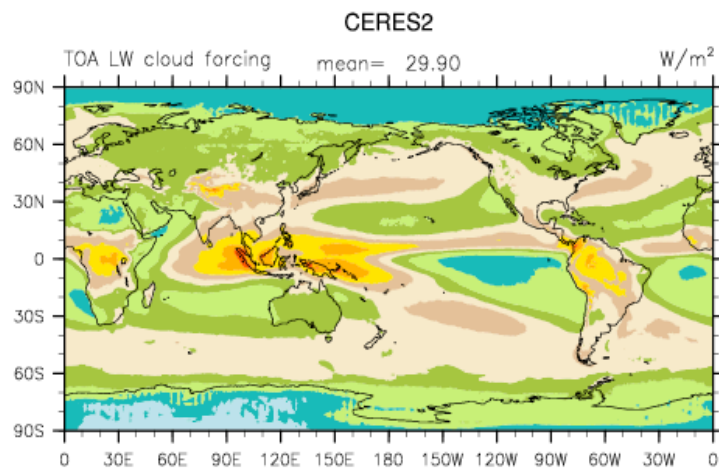 CERES2
TOA LW cloud forcing mean= 29.90 W/m²
90N
60N
30N
0
30S
60S
90S
0 30E 60E 90E 120E 150E 180 150W 120W 90W 60W 30W 0